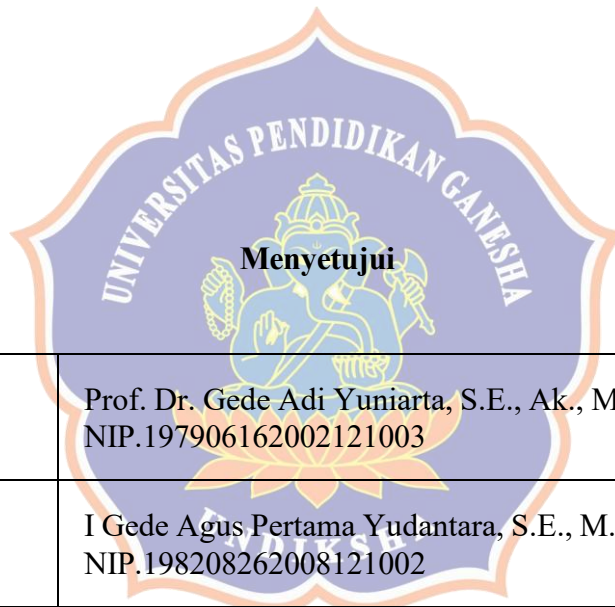 UNIVERSITAS PENDIDIKAN GANESHA
Menyetujui
Prof. Dr. Gede Adi Yuniarta, S.E., Ak., M
NIP.197906162002121003
I Gede Agus Pertama Yudantara, S.E., M.
NIP.198208262008121002
UNDIKSHA